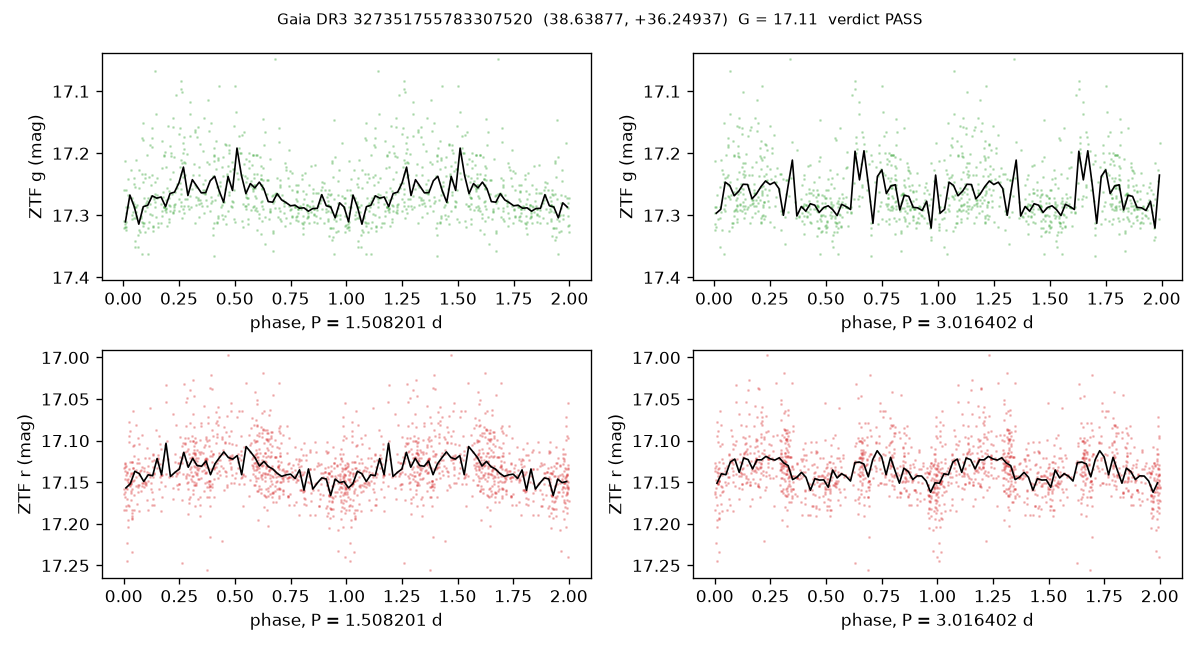 Gaia DR3 327351755783307520 (38.63877, +36.24937) G = 17.11 verdict PASS
ZTF g (mag)
17.1
17.2
17.3
17.4
0.00 0.25 0.50 0.75 1.00 1.25 1.50 1.75 2.00
phase, P = 1.508201 d
ZTF g (mag)
17.1
17.2
17.3
17.4
0.00 0.25 0.50 0.75 1.00 1.25 1.50 1.75 2.00
phase, P = 3.016402 d
ZTF r (mag)
17.00
17.05
17.10
17.15
17.20
17.25
0.00 0.25 0.50 0.75 1.00 1.25 1.50 1.75 2.00
phase, P = 1.508201 d
ZTF r (mag)
17.00
17.05
17.10
17.15
17.20
17.25
0.00 0.25 0.50 0.75 1.00 1.25 1.50 1.75 2.00
phase, P = 3.016402 d